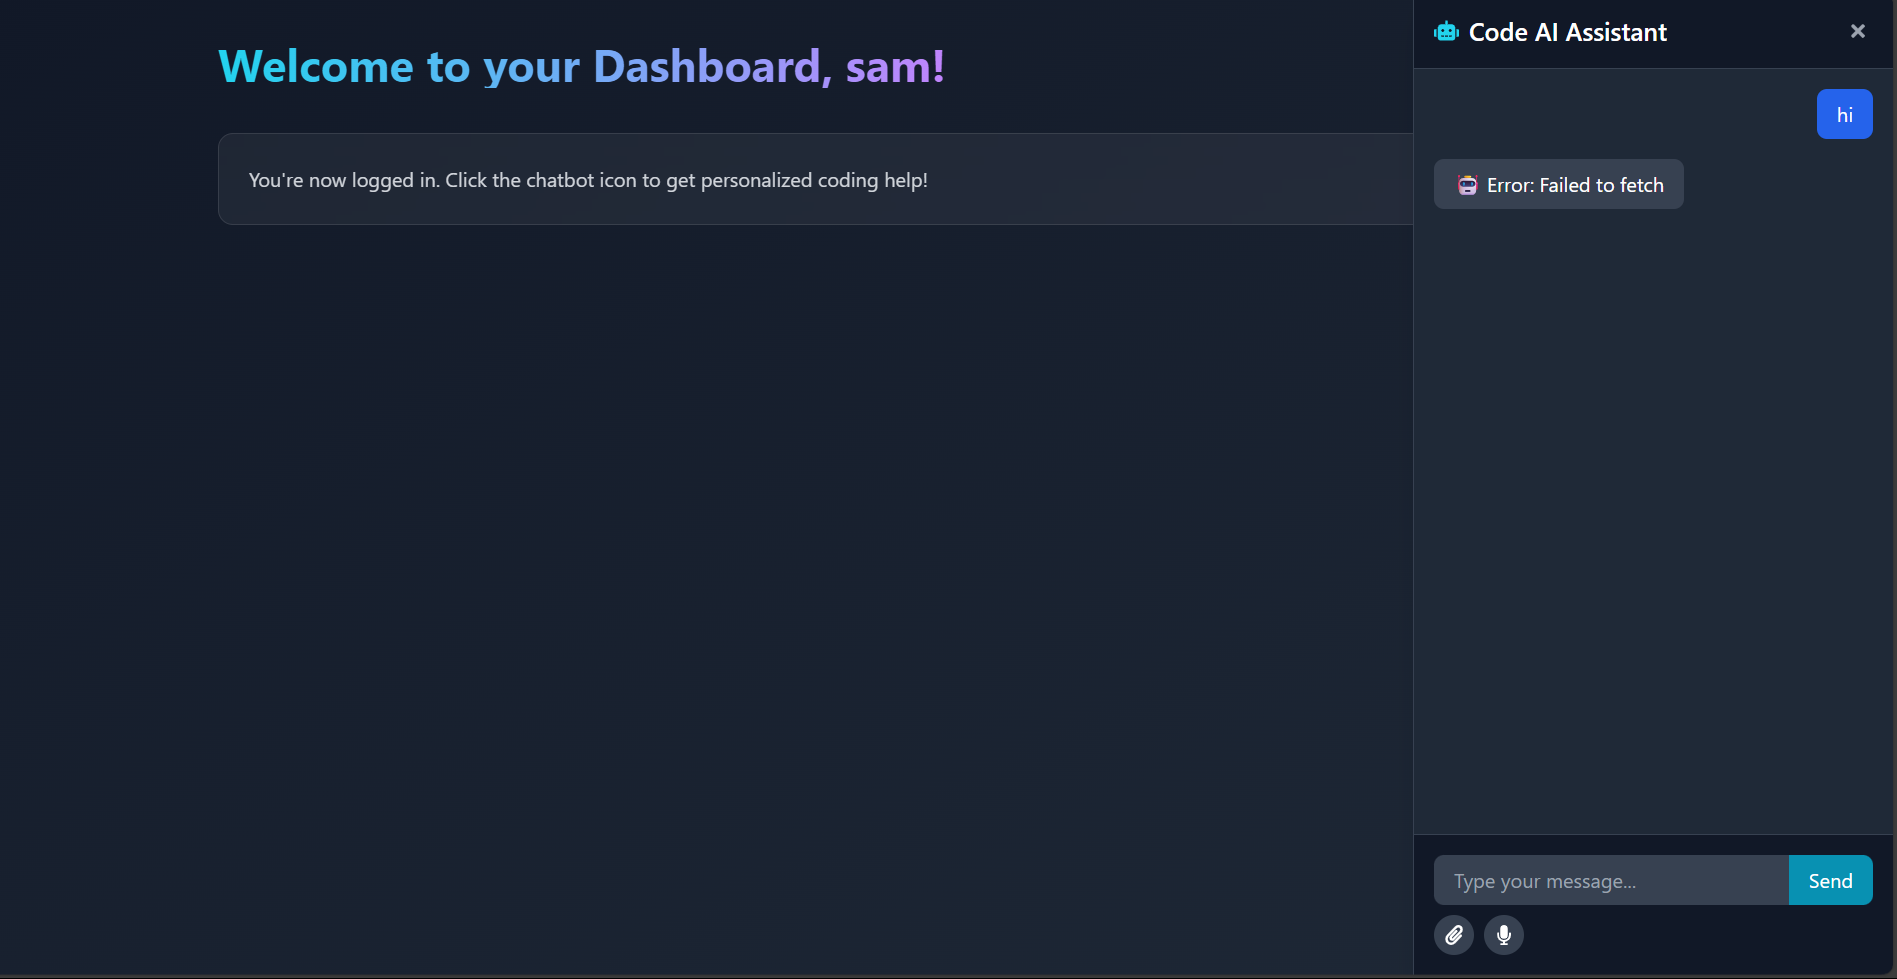 Welcome to your Dashboard, sam!
You're now logged in. Click the chatbot icon to get personalized coding help!
Code AI Assistant
hi
Error: Failed to fetch
Type your message...
Send